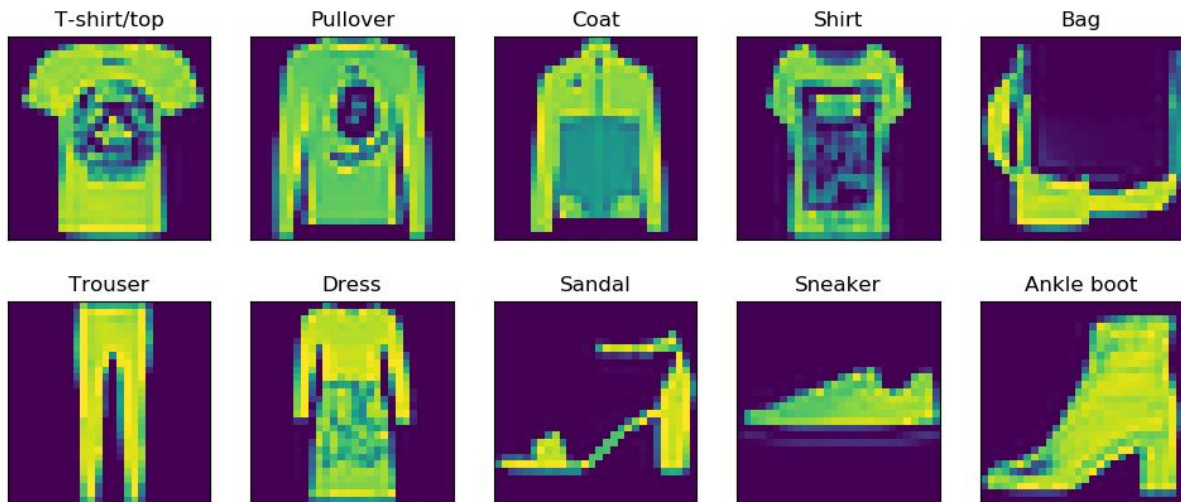 T-shirt/top
Pullover
Coat
Shirt
Bag
Trouser
Dress
Sandal
Sneaker
Ankle boot